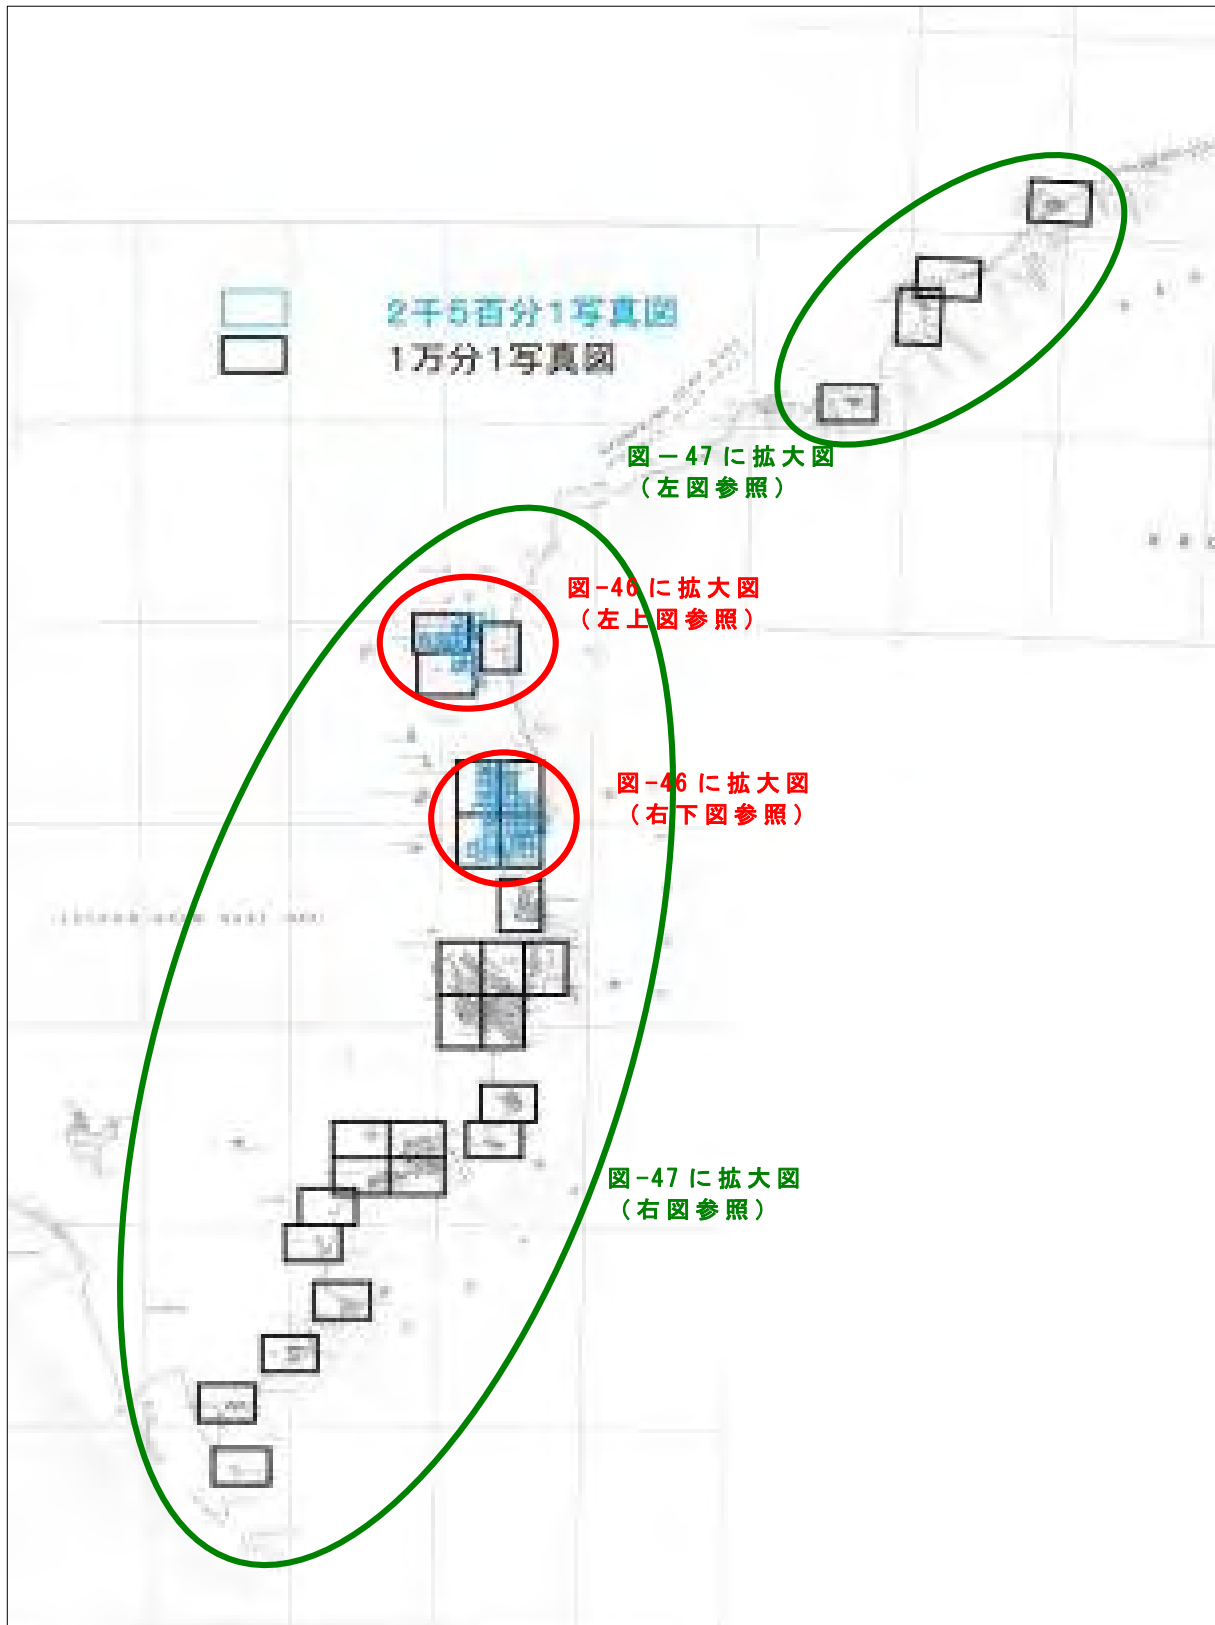 2千5百分1写真図
1万分1写真図
図－47に拡大図
（左図参照）
図-46に拡大図
（左上図参照）
図-46に拡大図
（右下図参照）
図-47に拡大図
（右図参照）